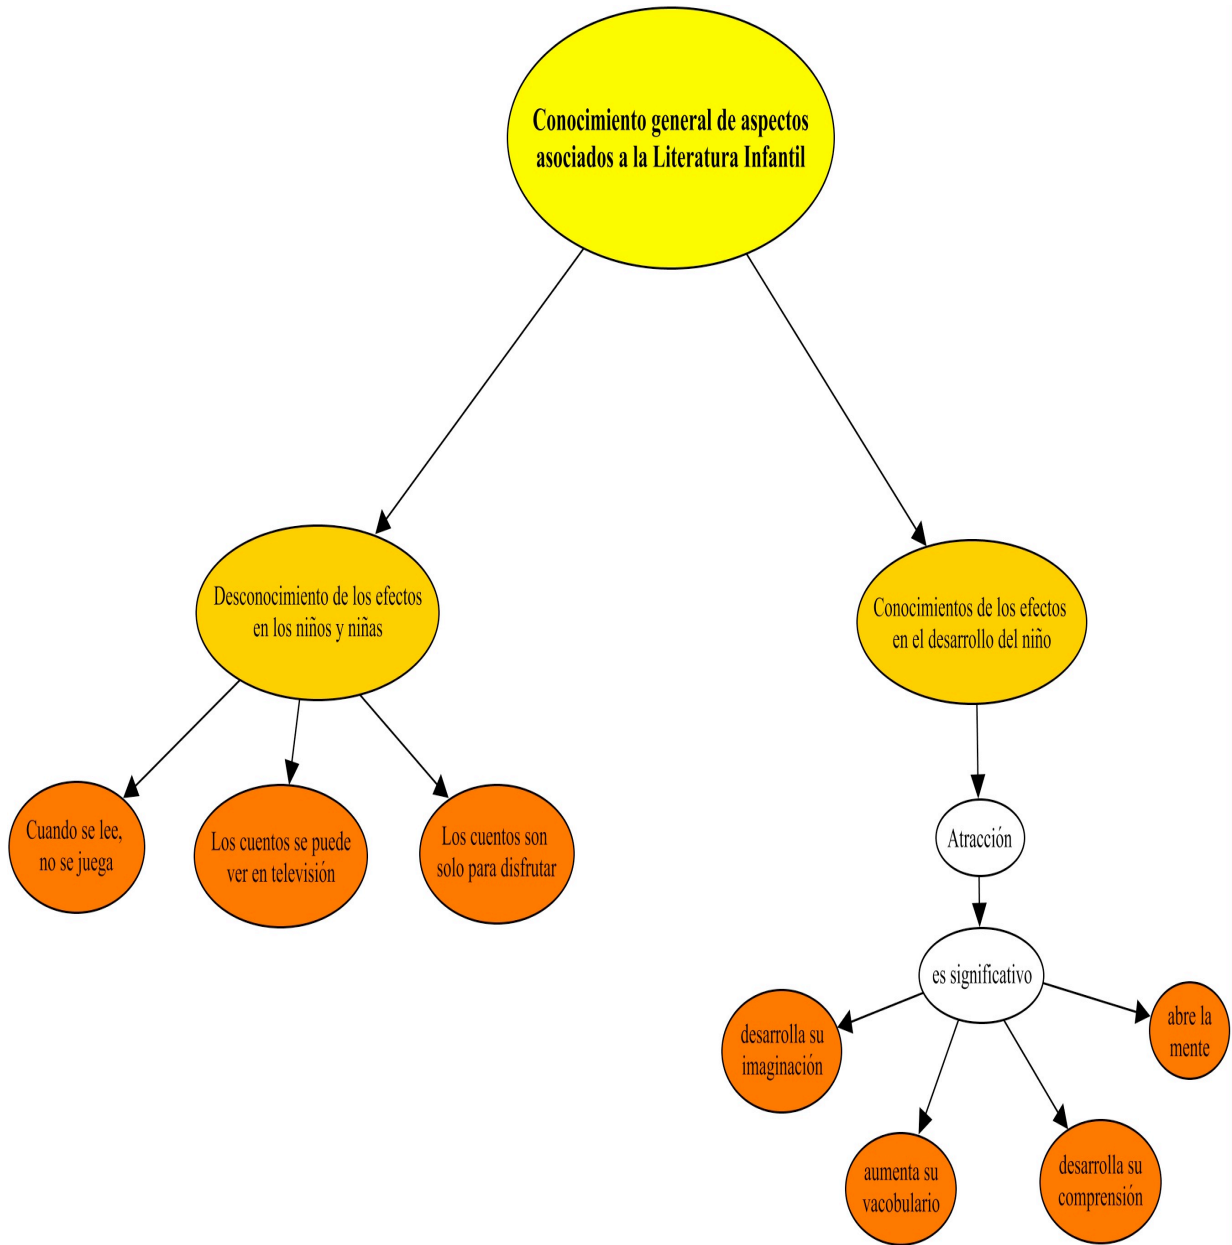 Conocimiento general de aspectos
asociados a la Literatura Infantil
Desconocimiento de los efectos
en los niños y niñas
Conocimientos de los efectos
en el desarrollo del niño
Cuando se lee,
no se juega
Los cuentos se puede
ver en televisión
Los cuentos son
solo para disfrutar
Atracción
es significativo
desarrolla su
imaginación
aumenta su
vacobulario
desarrolla su
comprensión
abre la
mente